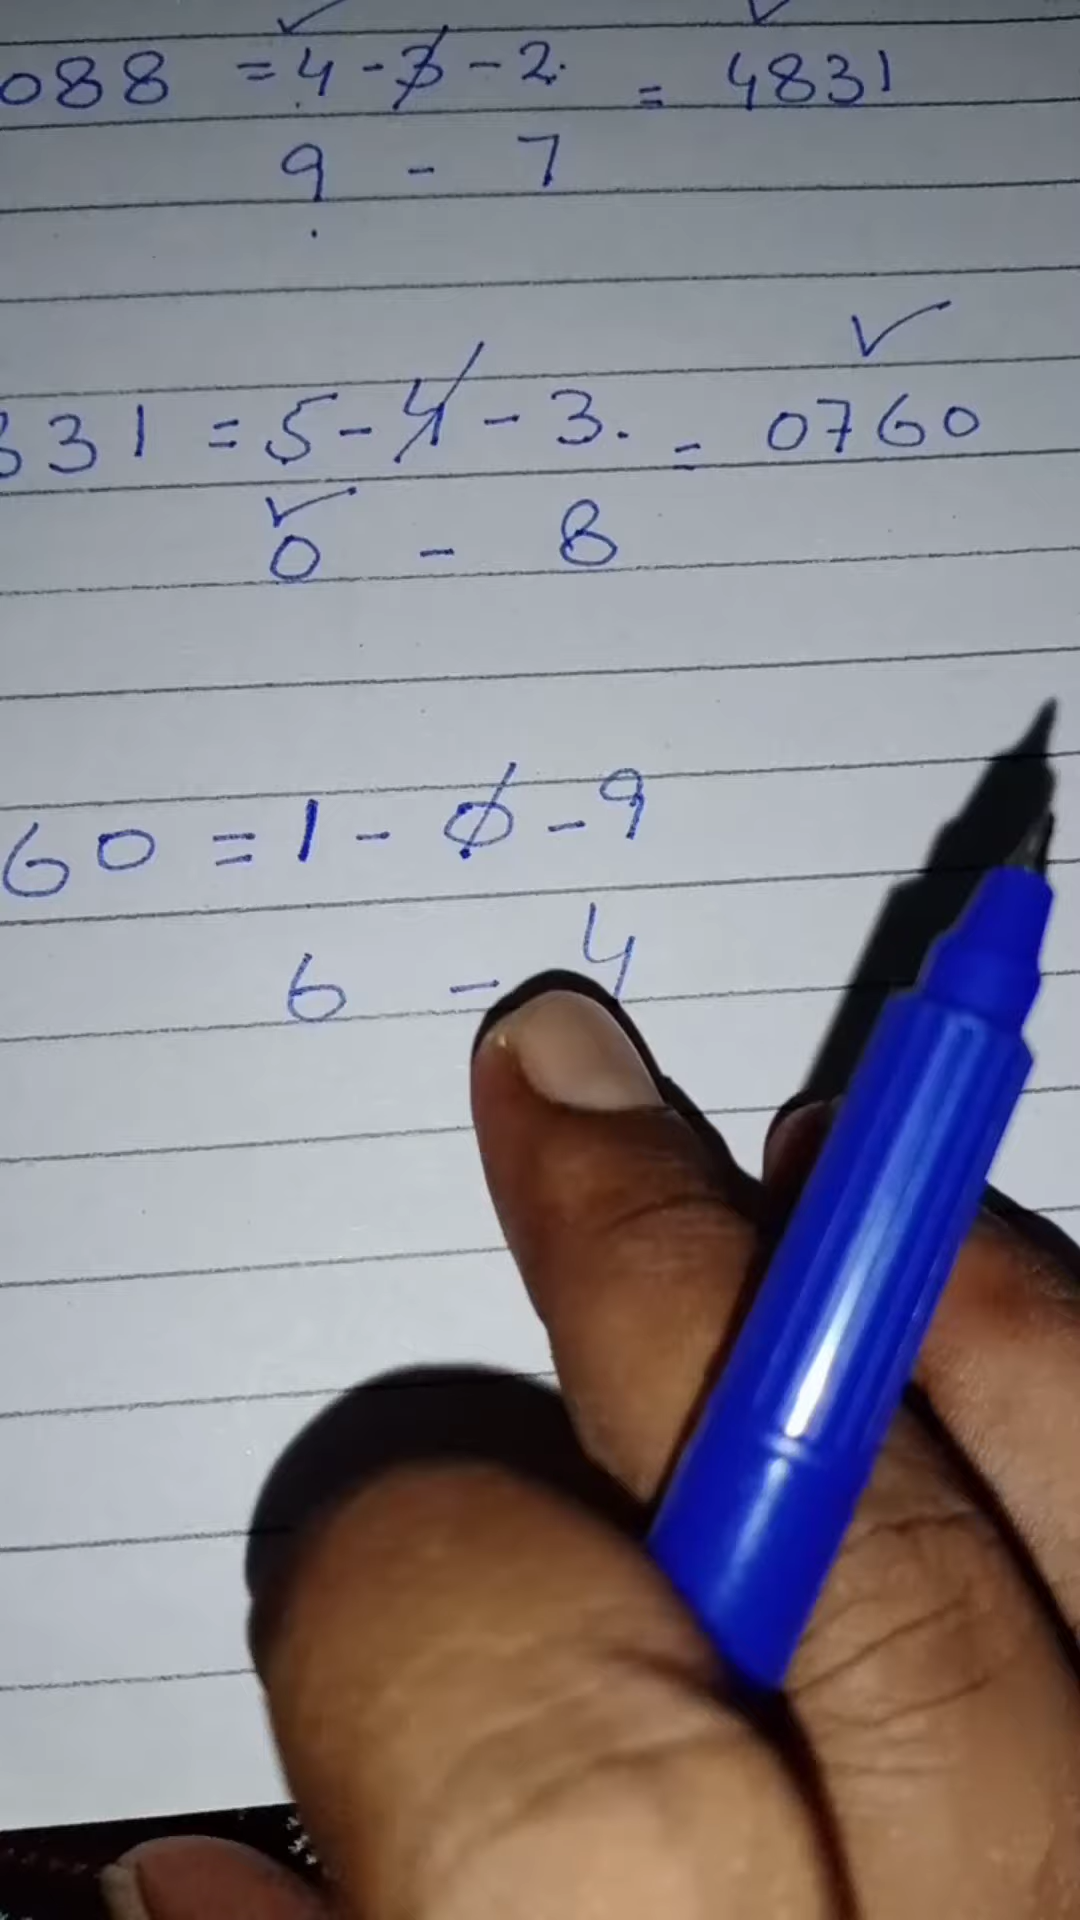 088 = 4 - 3 - 2. = 4831
9 - 7
331 = 5 - 4 - 3. = 0760
0 - 8
60 = 1 - 0 - 9
6 - 4